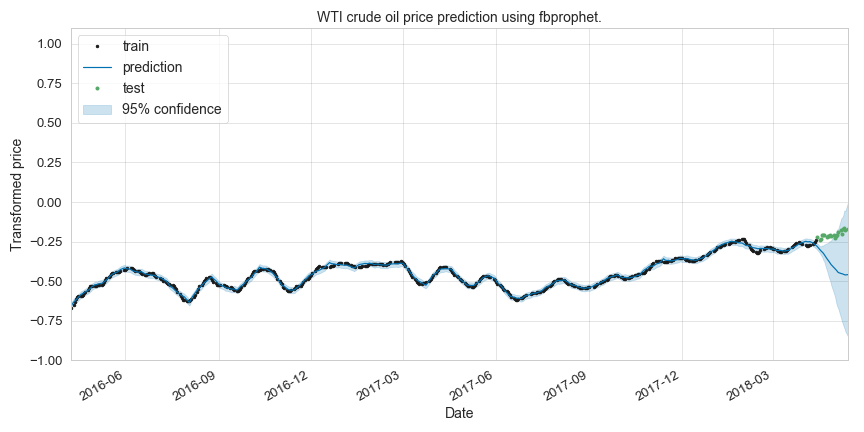 WTI crude oil price prediction using fbprophet.
train
prediction
test
95% confidence
Transformed price
1.00
0.75
0.50
0.25
0.00
−0.25
−0.50
−0.75
−1.00
2016-06
2016-09
2016-12
2017-03
2017-06
2017-09
2017-12
2018-03
Date